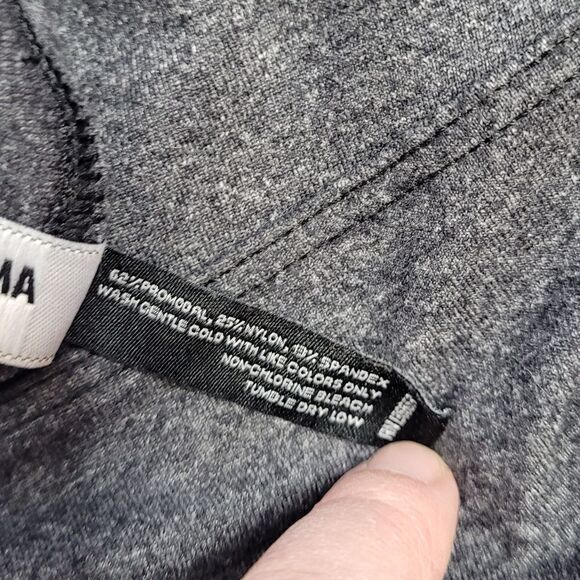 MA
62% PROMODAL, 25% NYLON, 13% SPANDEX
WASH GENTLE COLD WITH LIKE COLORS ONLY
NON-CHLORINE BLEACH
TUMBLE DRY LOW